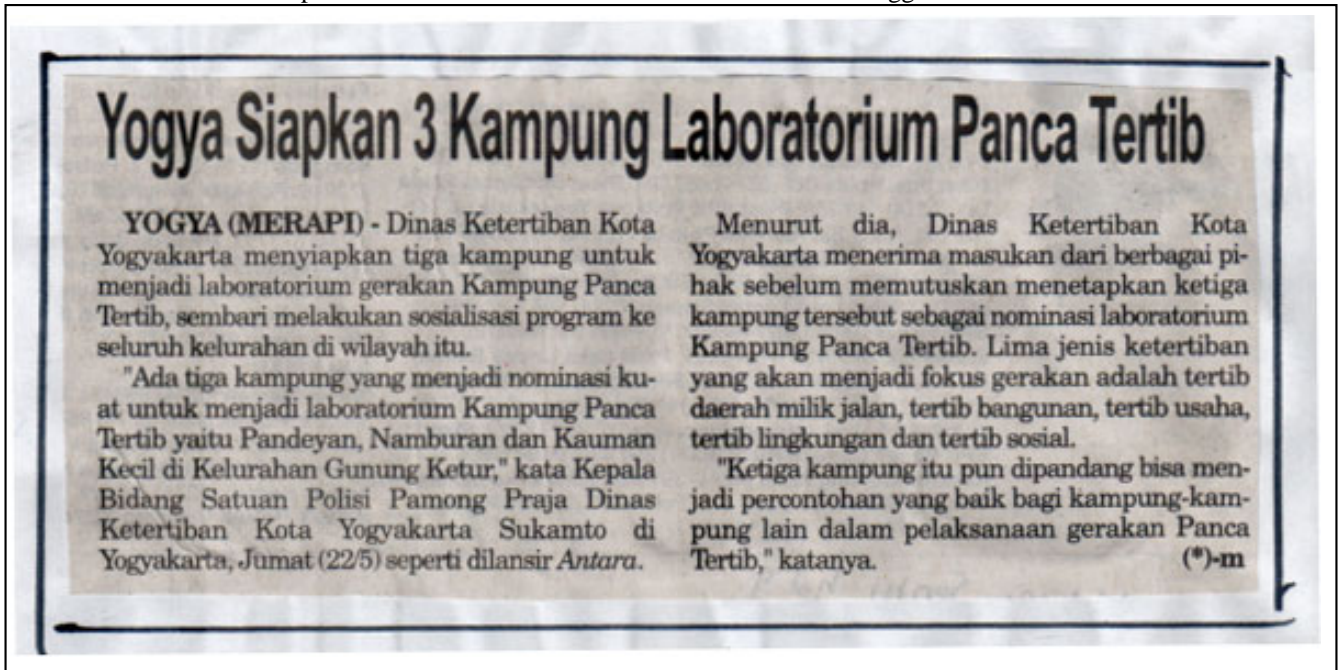 Yogya Siapkan 3 Kampung Laboratorium Panca Tertib
YOGYA (MERAPI) - Dinas Ketertiban Kota
Yogyakarta menyiapkan tiga kampung untuk
menjadi laboratorium gerakan Kampung Panca
Tertib, sembari melakukan sosialisasi program ke
seluruh kelurahan di wilayah itu.
"Ada tiga kampung yang menjadi nominasi ku-
at untuk menjadi laboratorium Kampung Panca
Tertib yaitu Pandeyan, Namburan dan Kauman
Kecil di Kelurahan Gunung Ketur," kata Kepala
Bidang Satuan Polisi Pamong Praja Dinas
Ketertiban Kota Yogyakarta Sukamto di
Yogyakarta, Jumat (22/5) seperti dilansir Antara.
Menurut dia, Dinas Ketertiban Kota
Yogyakarta menerima masukan dari berbagai pi-
hak sebelum memutuskan menetapkan ketiga
kampung tersebut sebagai nominasi laboratorium
Kampung Panca Tertib. Lima jenis ketertiban
yang akan menjadi fokus gerakan adalah tertib
daerah milik jalan, tertib bangunan, tertib usaha,
tertib lingkungan dan tertib sosial.
"Ketiga kampung itu pun dipandang bisa men-
jadi percontohan yang baik bagi kampung-kam-
pung lain dalam pelaksanaan gerakan Panca
Tertib," katanya. (*)-m